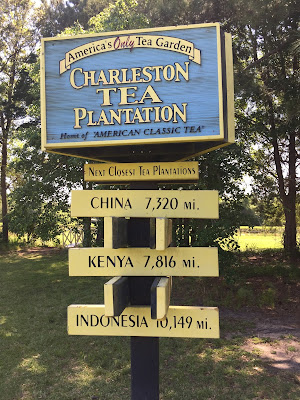 America's Only Tea Garden
CHARLESTON
TEA
PLANTATION
Home of "AMERICAN CLASSIC TEA"
NEXT CLOSEST TEA PLANTATIONS
CHINA 7,320 MI.
KENYA 7,816 MI.
INDONESIA 10,149 MI.